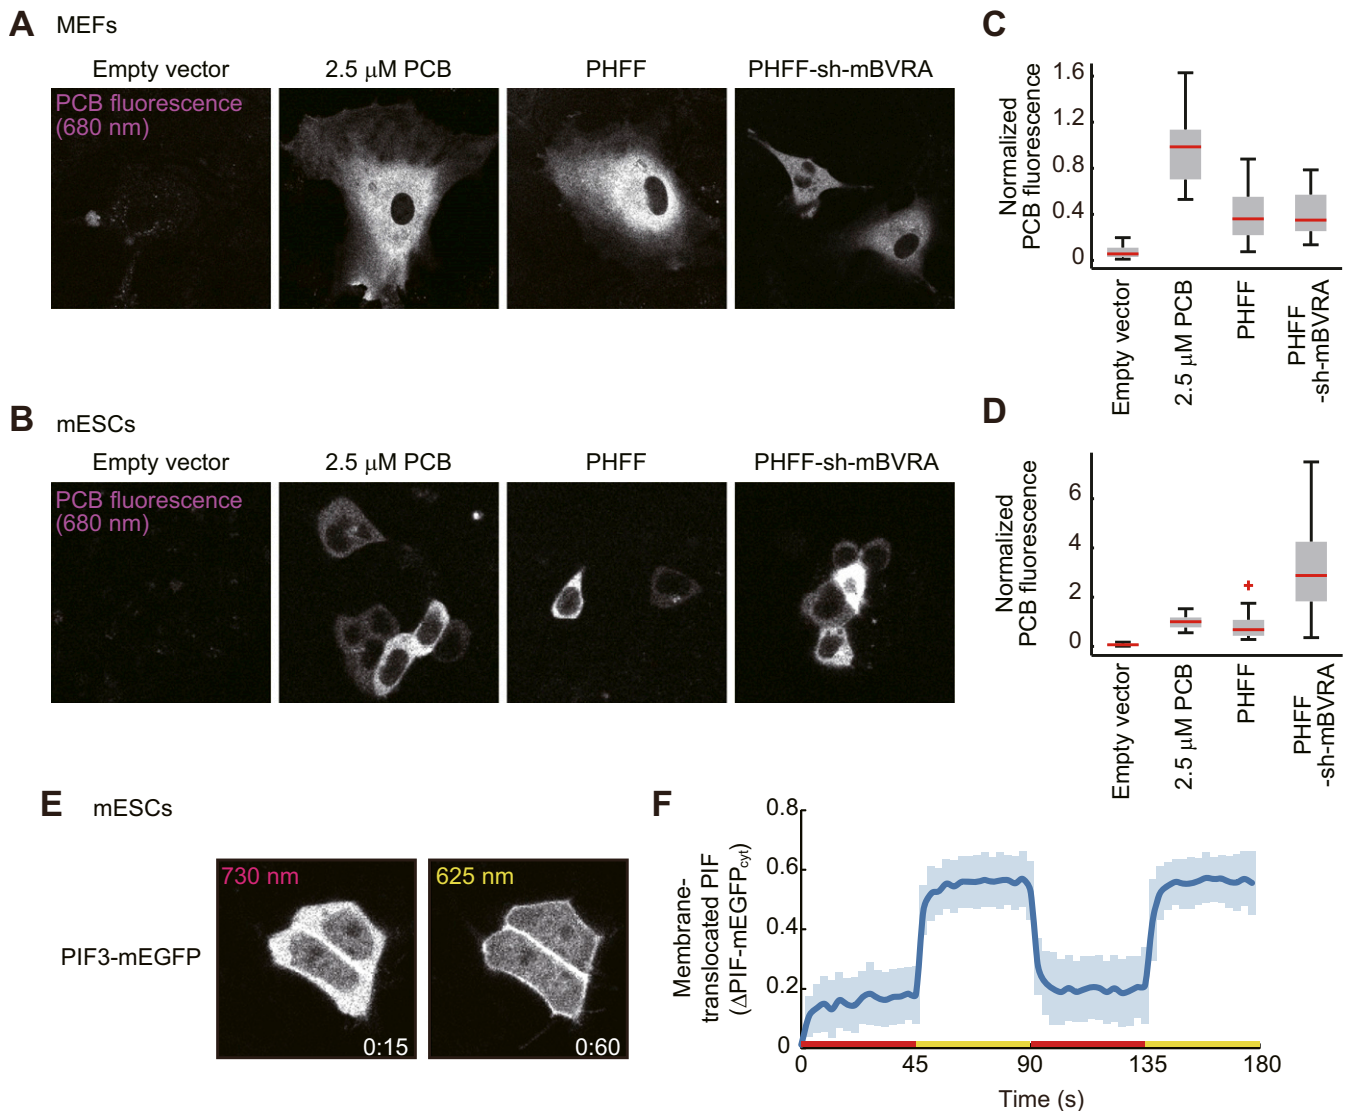 A MEFs
Empty vector
2.5 μM PCB
PHFF
PHFF-sh-mBVRA
PCB fluorescence
(680 nm)
B mESCs
Empty vector
2.5 μM PCB
PHFF
PHFF-sh-mBVRA
PCB fluorescence
(680 nm)
C
Normalized
PCB fluorescence
1.6
1.2
0.8
0.4
0
Empty vector
2.5 μM PCB
PHFF
PHFF
-sh-mBVRA
D
Normalized
PCB fluorescence
6
4
2
0
Empty vector
2.5 μM PCB
PHFF
PHFF
-sh-mBVRA
E mESCs
PIF3-mEGFP
730 nm
0:15
625 nm
0:60
F
Membrane-
translocated PIF
(ΔPIF-mEGFPcyt)
0.8
0.6
0.4
0.2
0
0 45 90 135 180
Time (s)